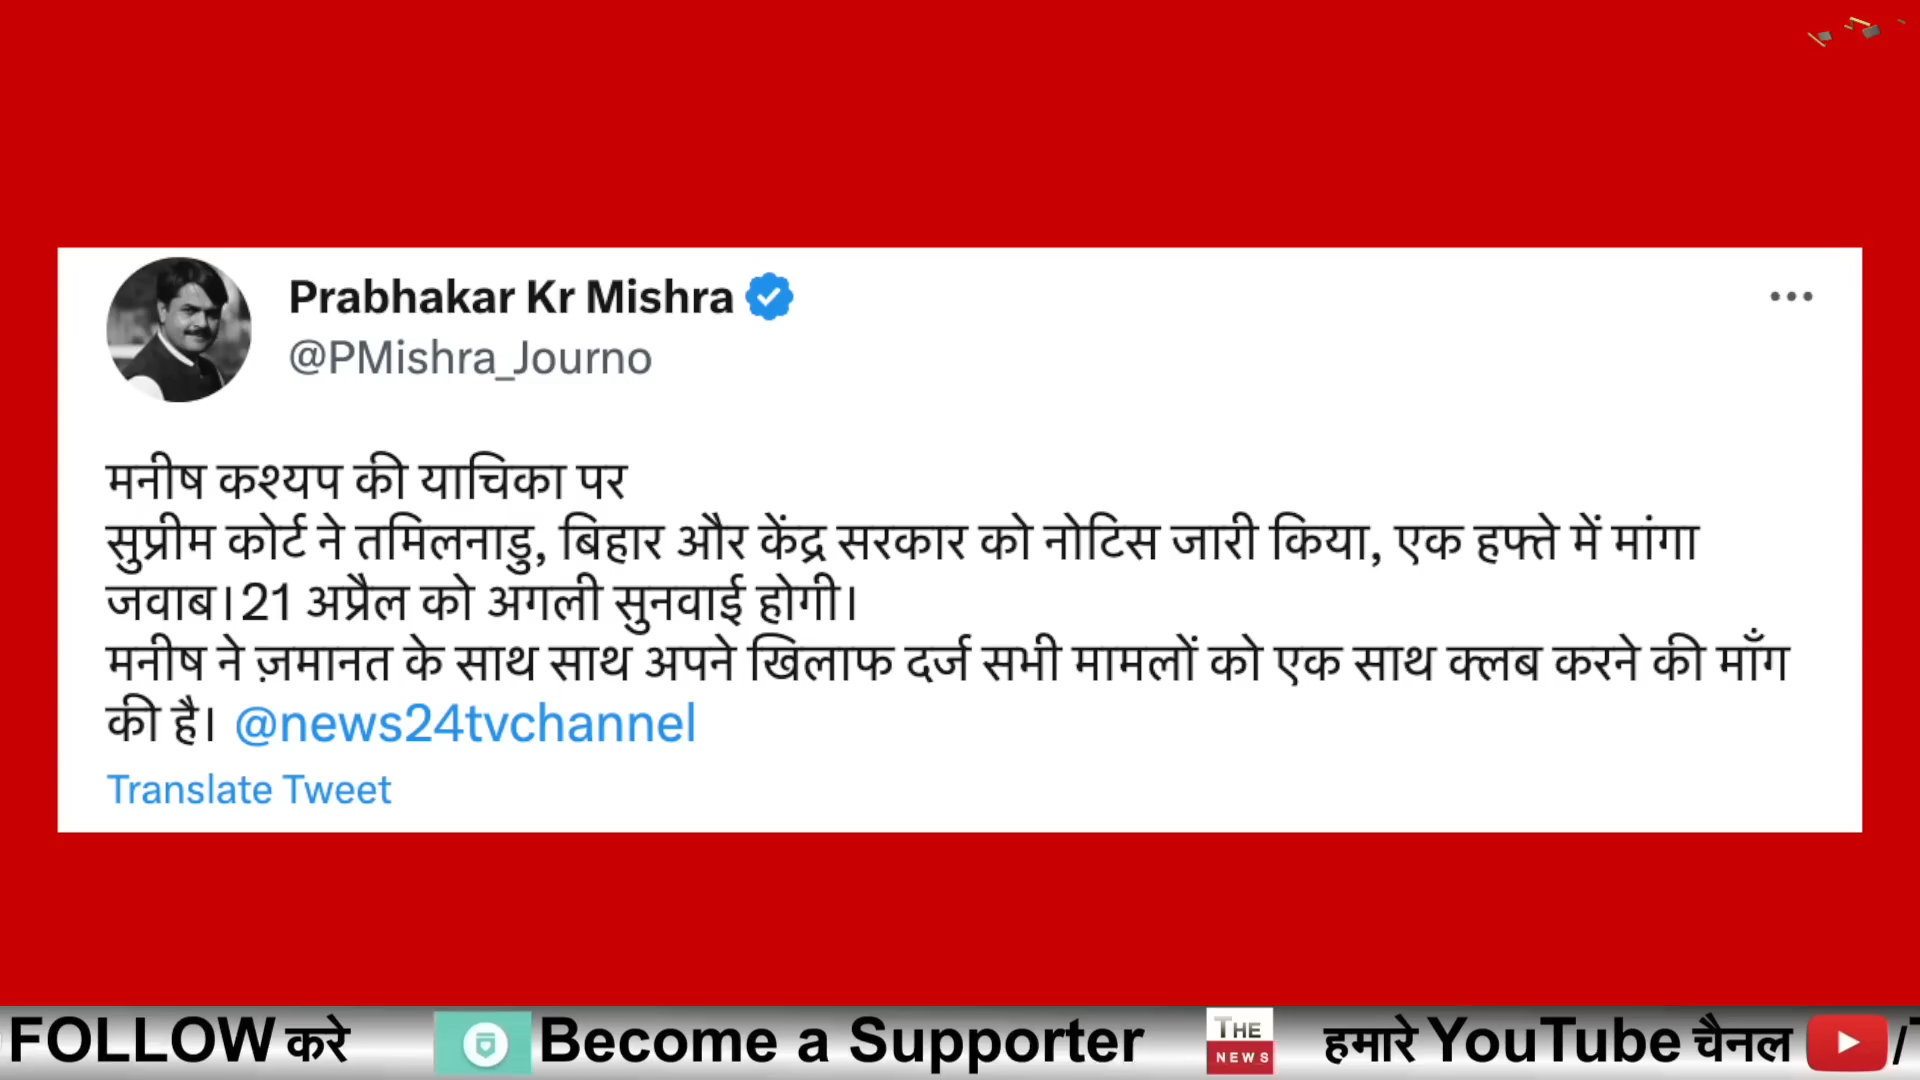 Prabhakar Kr Mishra
@PMishra_Journo
मनीष कश्यप की याचिका पर
सुप्रीम कोर्ट ने तमिलनाडु, बिहार और केंद्र सरकार को नोटिस जारी किया, एक हफ्ते में मांगा
जवाब।21 अप्रैल को अगली सुनवाई होगी।
मनीष ने ज़मानत के साथ साथ अपने खिलाफ दर्ज सभी मामलों को एक साथ क्लब करने की माँग
की है। @news24tvchannel
Translate Tweet
FOLLOW करे Become a Supporter THE NEWS हमारे YouTube चैनल /